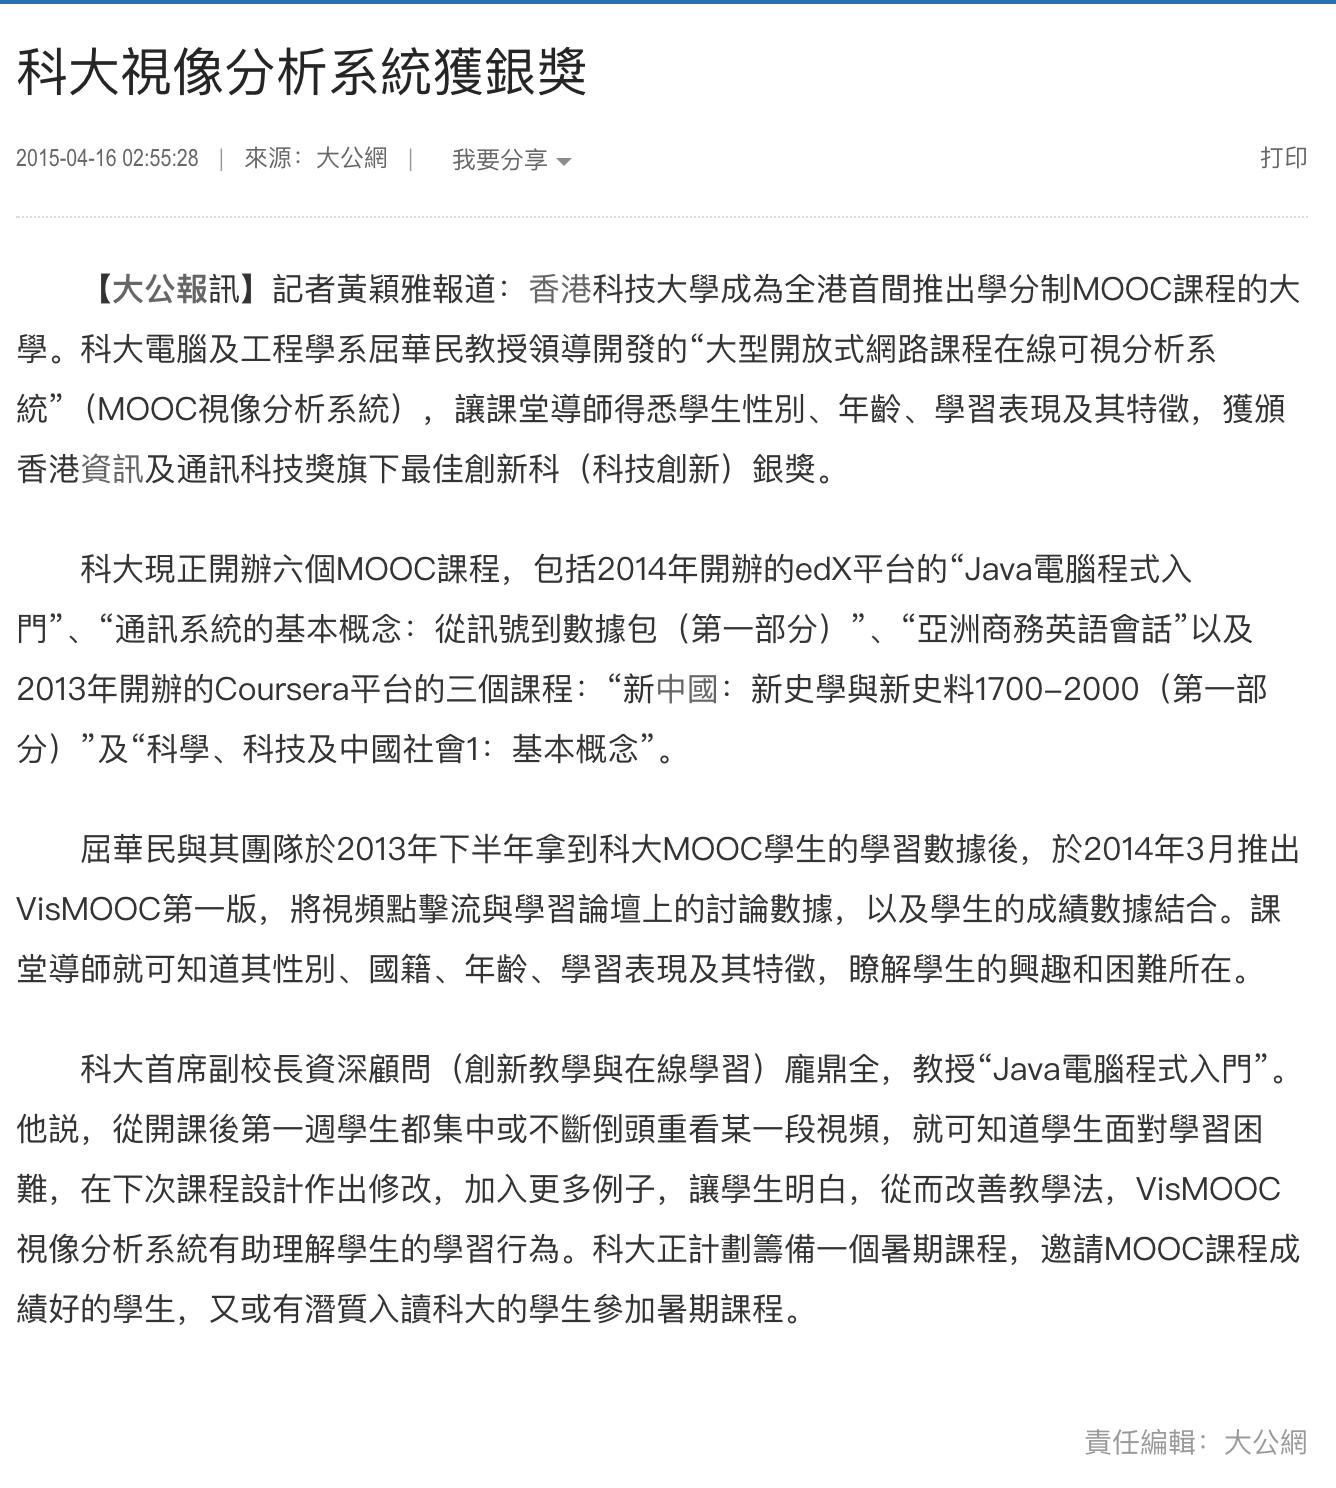 科大視像分析系統獲銀獎
2015-04-16 02:55:28 | 來源：大公網 | 我要分享 打印
【大公報訊】記者黃穎雅報道：香港科技大學成為全港首間推出學分制MOOC課程的大
學。科大電腦及工程學系屈華民教授領導開發的“大型開放式網路課程在線可視分析系
統”（MOOC視像分析系統），讓課堂導師得悉學生性別、年齡、學習表現及其特徵，獲頒
香港資訊及通訊科技獎旗下最佳創新科（科技創新）銀獎。
科大現正開辦六個MOOC課程，包括2014年開辦的edX平台的“Java電腦程式入
門”、“通訊系統的基本概念：從訊號到數據包（第一部分）”、“亞洲商務英語會話”以及
2013年開辦的Coursera平台的三個課程：“新中國：新史學與新史料1700–2000（第一部
分）”及“科學、科技及中國社會1：基本概念”。
屈華民與其團隊於2013年下半年拿到科大MOOC學生的學習數據後，於2014年3月推出
VisMOOC第一版，將視頻點擊流與學習論壇上的討論數據，以及學生的成績數據結合。課
堂導師就可知道其性別、國籍、年齡、學習表現及其特徵，瞭解學生的興趣和困難所在。
科大首席副校長資深顧問（創新教學與在線學習）龐鼎全，教授“Java電腦程式入門”。
他説，從開課後第一週學生都集中或不斷倒頭重看某一段視頻，就可知道學生面對學習困
難，在下次課程設計作出修改，加入更多例子，讓學生明白，從而改善教學法，VisMOOC
視像分析系統有助理解學生的學習行為。科大正計劃籌備一個暑期課程，邀請MOOC課程成
績好的學生，又或有潛質入讀科大的學生參加暑期課程。
責任編輯：大公網